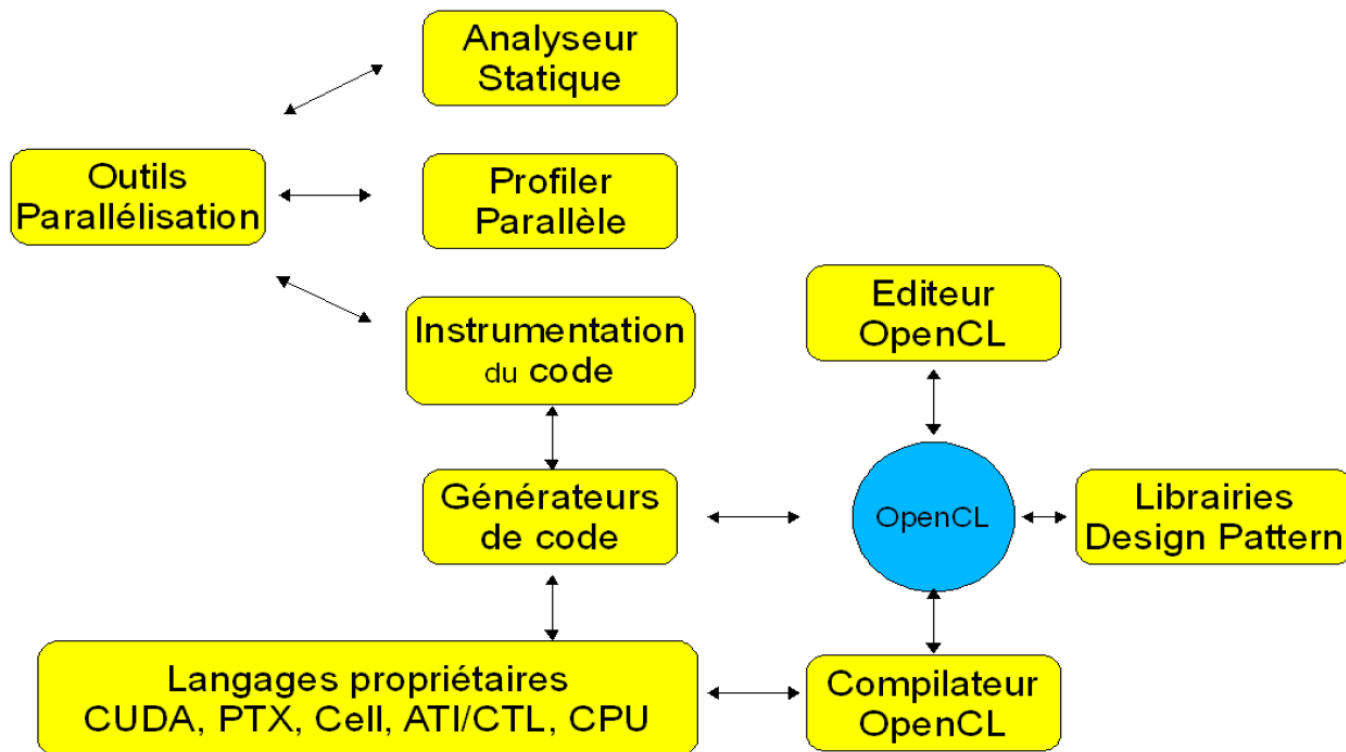 Analyseur
Statique
Outils
Parallélisation
Profiler
Parallèle
Instrumentation
du code
Editeur
OpenCL
Générateurs
de code
OpenCL
Librairies
Design Pattern
Langages propriétaires
CUDA, PTX, Cell, ATI/CTL, CPU
Compilateur
OpenCL